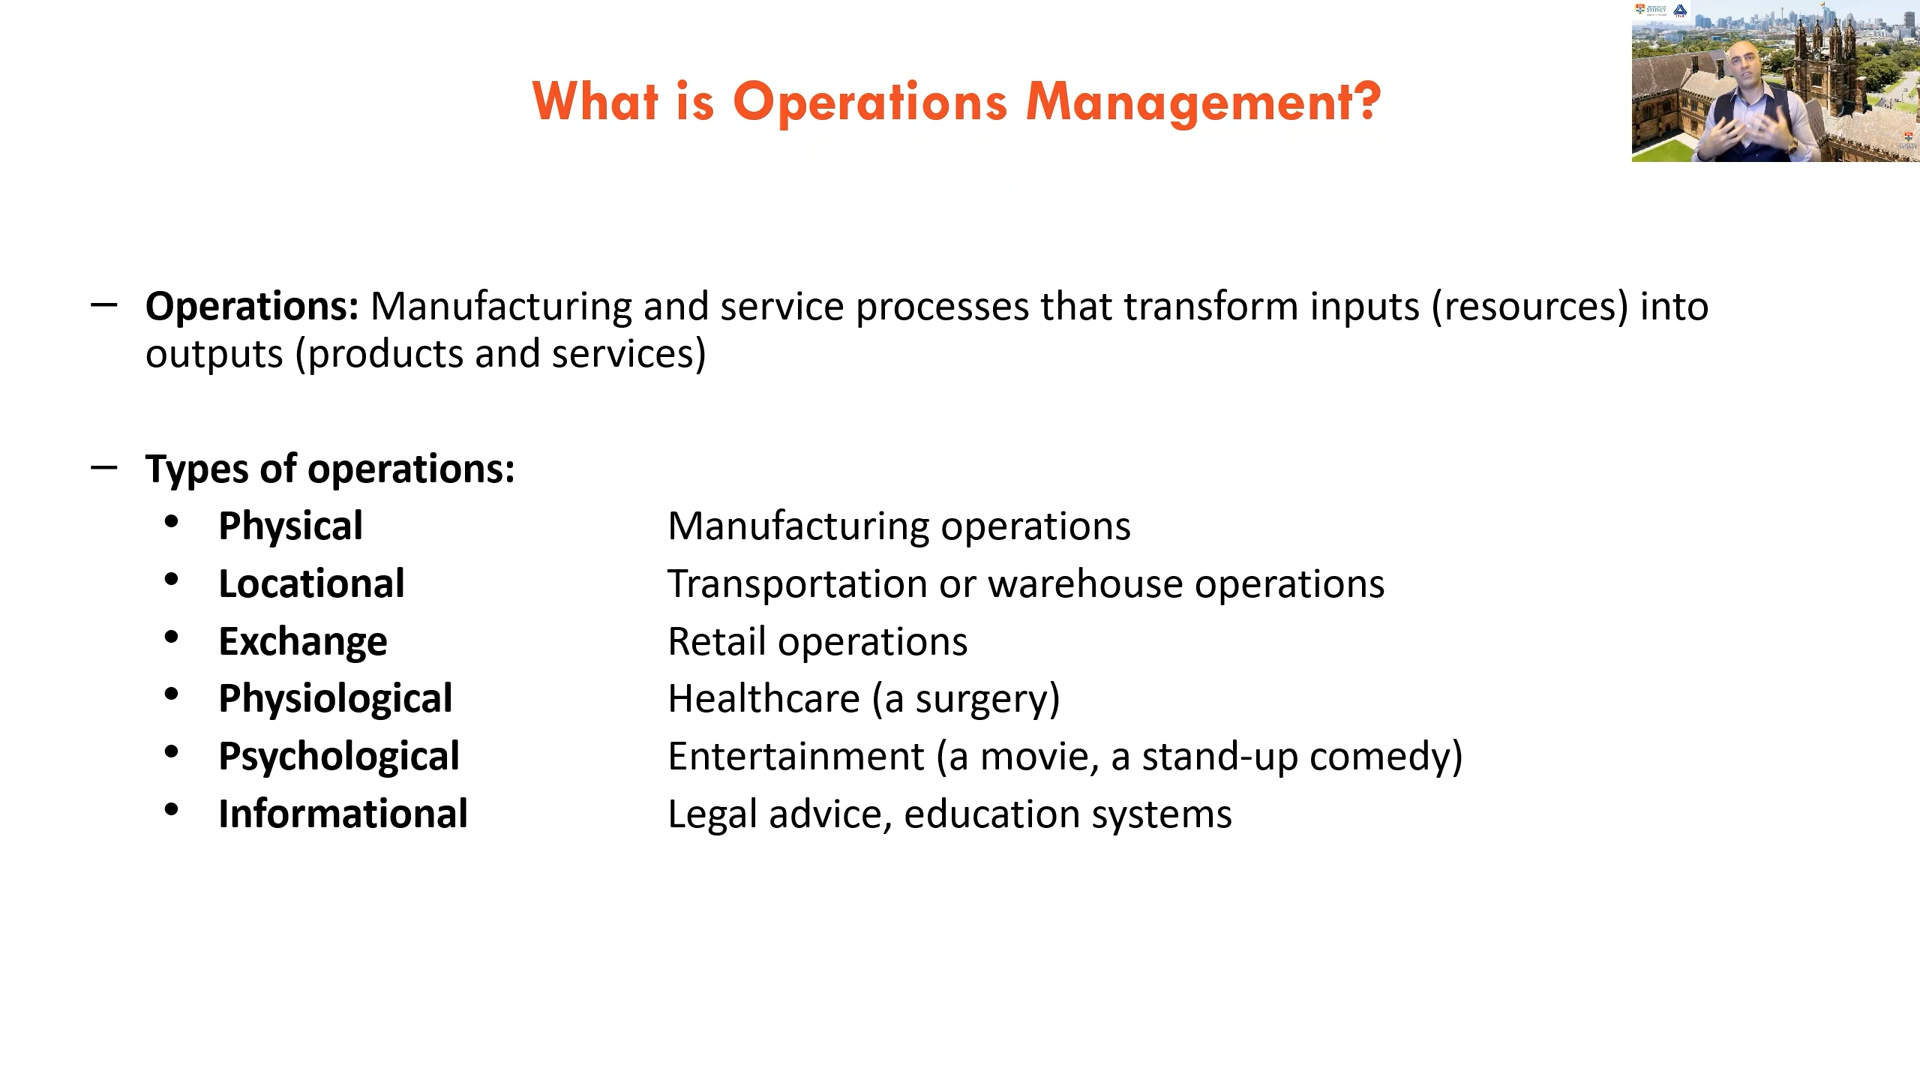 What is Operations Management?
– Operations: Manufacturing and service processes that transform inputs (resources) into
outputs (products and services)
– Types of operations:
• Physical Manufacturing operations
• Locational Transportation or warehouse operations
• Exchange Retail operations
• Physiological Healthcare (a surgery)
• Psychological Entertainment (a movie, a stand-up comedy)
• Informational Legal advice, education systems